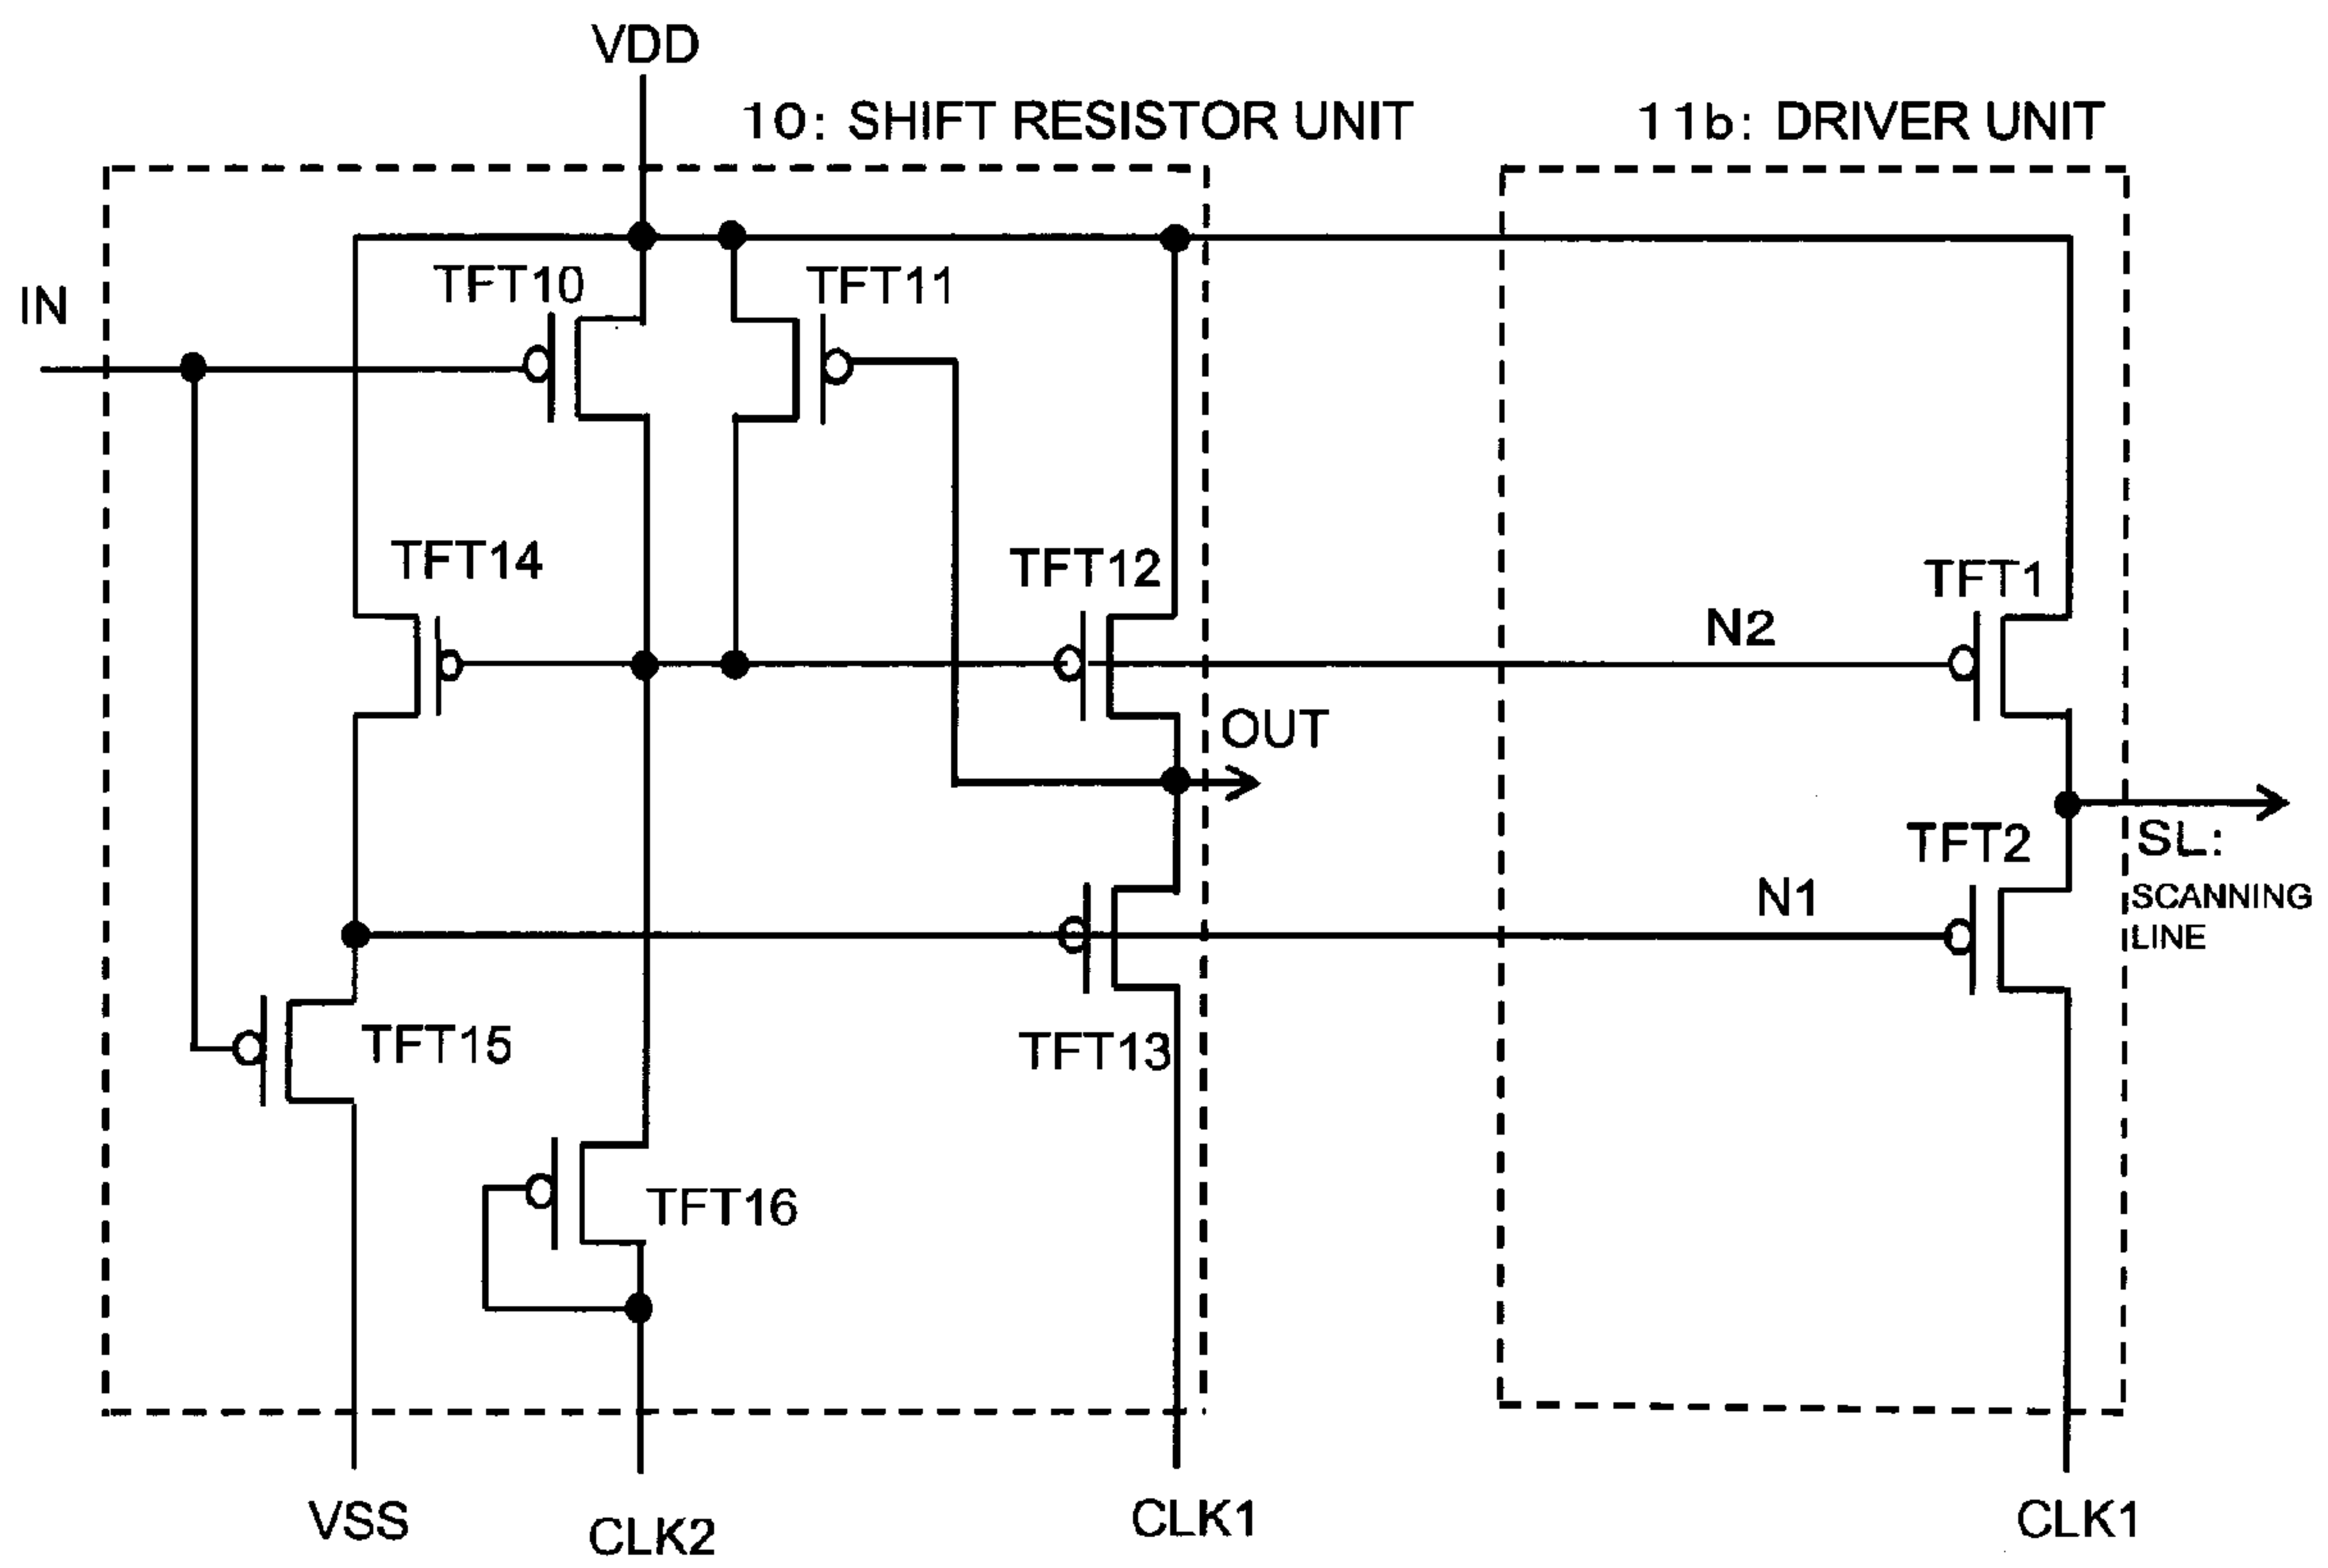 VDD
10: SHIFT RESISTOR UNIT
11b: DRIVER UNIT
IN
TFT10
TFT11
TFT14
TFT12
TFT1
N2
OUT
SL:
SCANNING
LINE
TFT2
N1
TFT15
TFT13
TFT16
VSS
CLK2
CLK1
CLK1